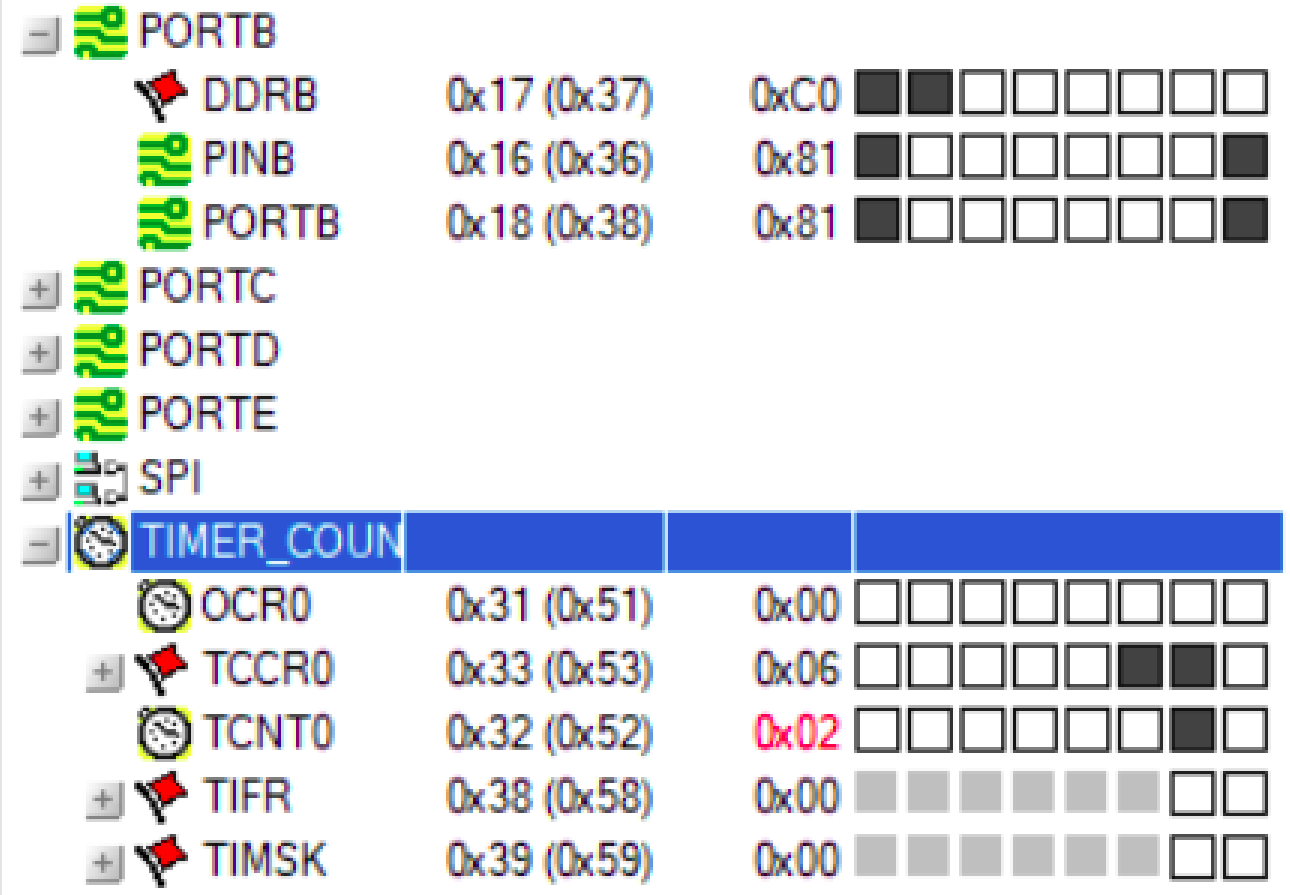 PORTB
DDRB 0x17 (0x37) 0xC0
PINB 0x16 (0x36) 0x81
PORTB 0x18 (0x38) 0x81
PORTC
PORTD
PORTE
SPI
TIMER_COUN
OCR0 0x31 (0x51) 0x00
TCCR0 0x33 (0x53) 0x06
TCNT0 0x32 (0x52) 0x02
TIFR 0x38 (0x58) 0x00
TIMSK 0x39 (0x59) 0x00